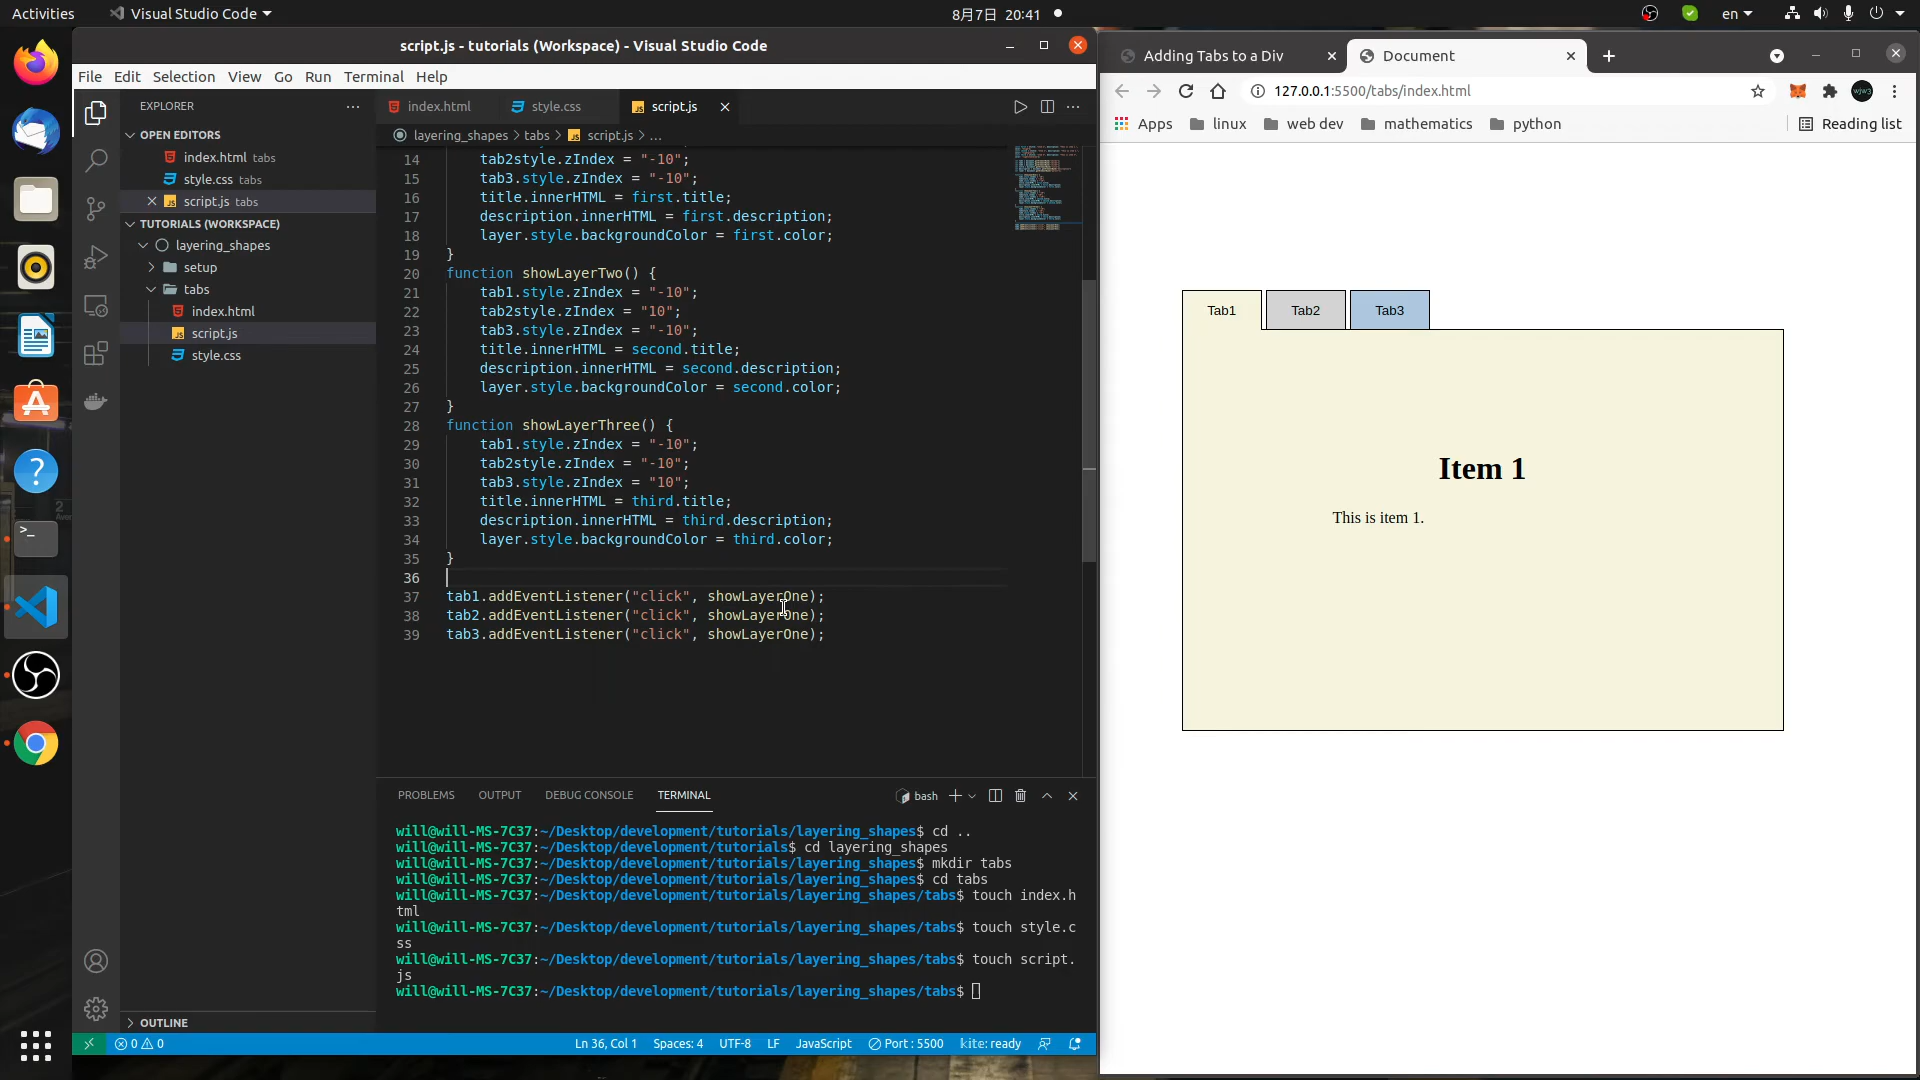 Activities
Visual Studio Code
8月7日 20:41
en
script.js - tutorials (Workspace) - Visual Studio Code
File Edit Selection View Go Run Terminal Help
EXPLORER
OPEN EDITORS
index.html tabs
style.css tabs
script.js tabs
TUTORIALS (WORKSPACE)
layering_shapes
setup
tabs
index.html
script.js
style.css
OUTLINE
index.html
style.css
script.js
layering_shapes > tabs > script.js > ...
14 tab2style.zIndex = "-10";
15 tab3.style.zIndex = "-10";
16 title.innerHTML = first.title;
17 description.innerHTML = first.description;
18 layer.style.backgroundColor = first.color;
19 }
20 function showLayerTwo() {
21 tab1.style.zIndex = "-10";
22 tab2style.zIndex = "10";
23 tab3.style.zIndex = "-10";
24 title.innerHTML = second.title;
25 description.innerHTML = second.description;
26 layer.style.backgroundColor = second.color;
27 }
28 function showLayerThree() {
29 tab1.style.zIndex = "-10";
30 tab2style.zIndex = "-10";
31 tab3.style.zIndex = "10";
32 title.innerHTML = third.title;
33 description.innerHTML = third.description;
34 layer.style.backgroundColor = third.color;
35 }
36
37 tab1.addEventListener("click", showLayerOne);
38 tab2.addEventListener("click", showLayerOne);
39 tab3.addEventListener("click", showLayerOne);
PROBLEMS OUTPUT DEBUG CONSOLE TERMINAL
bash
will@will-MS-7C37:~/Desktop/development/tutorials/layering_shapes$ cd ..
will@will-MS-7C37:~/Desktop/development/tutorials$ cd layering_shapes
will@will-MS-7C37:~/Desktop/development/tutorials/layering_shapes$ mkdir tabs
will@will-MS-7C37:~/Desktop/development/tutorials/layering_shapes$ cd tabs
will@will-MS-7C37:~/Desktop/development/tutorials/layering_shapes/tabs$ touch index.h
tml
will@will-MS-7C37:~/Desktop/development/tutorials/layering_shapes/tabs$ touch style.c
ss
will@will-MS-7C37:~/Desktop/development/tutorials/layering_shapes/tabs$ touch script.
js
will@will-MS-7C37:~/Desktop/development/tutorials/layering_shapes/tabs$
0 0
Ln 36, Col 1 Spaces: 4 UTF-8 LF JavaScript Port : 5500 kite: ready
Adding Tabs to a Div
Document
127.0.0.1:5500/tabs/index.html
Apps linux web dev mathematics python Reading list
Tab1 Tab2 Tab3
Item 1
This is item 1.